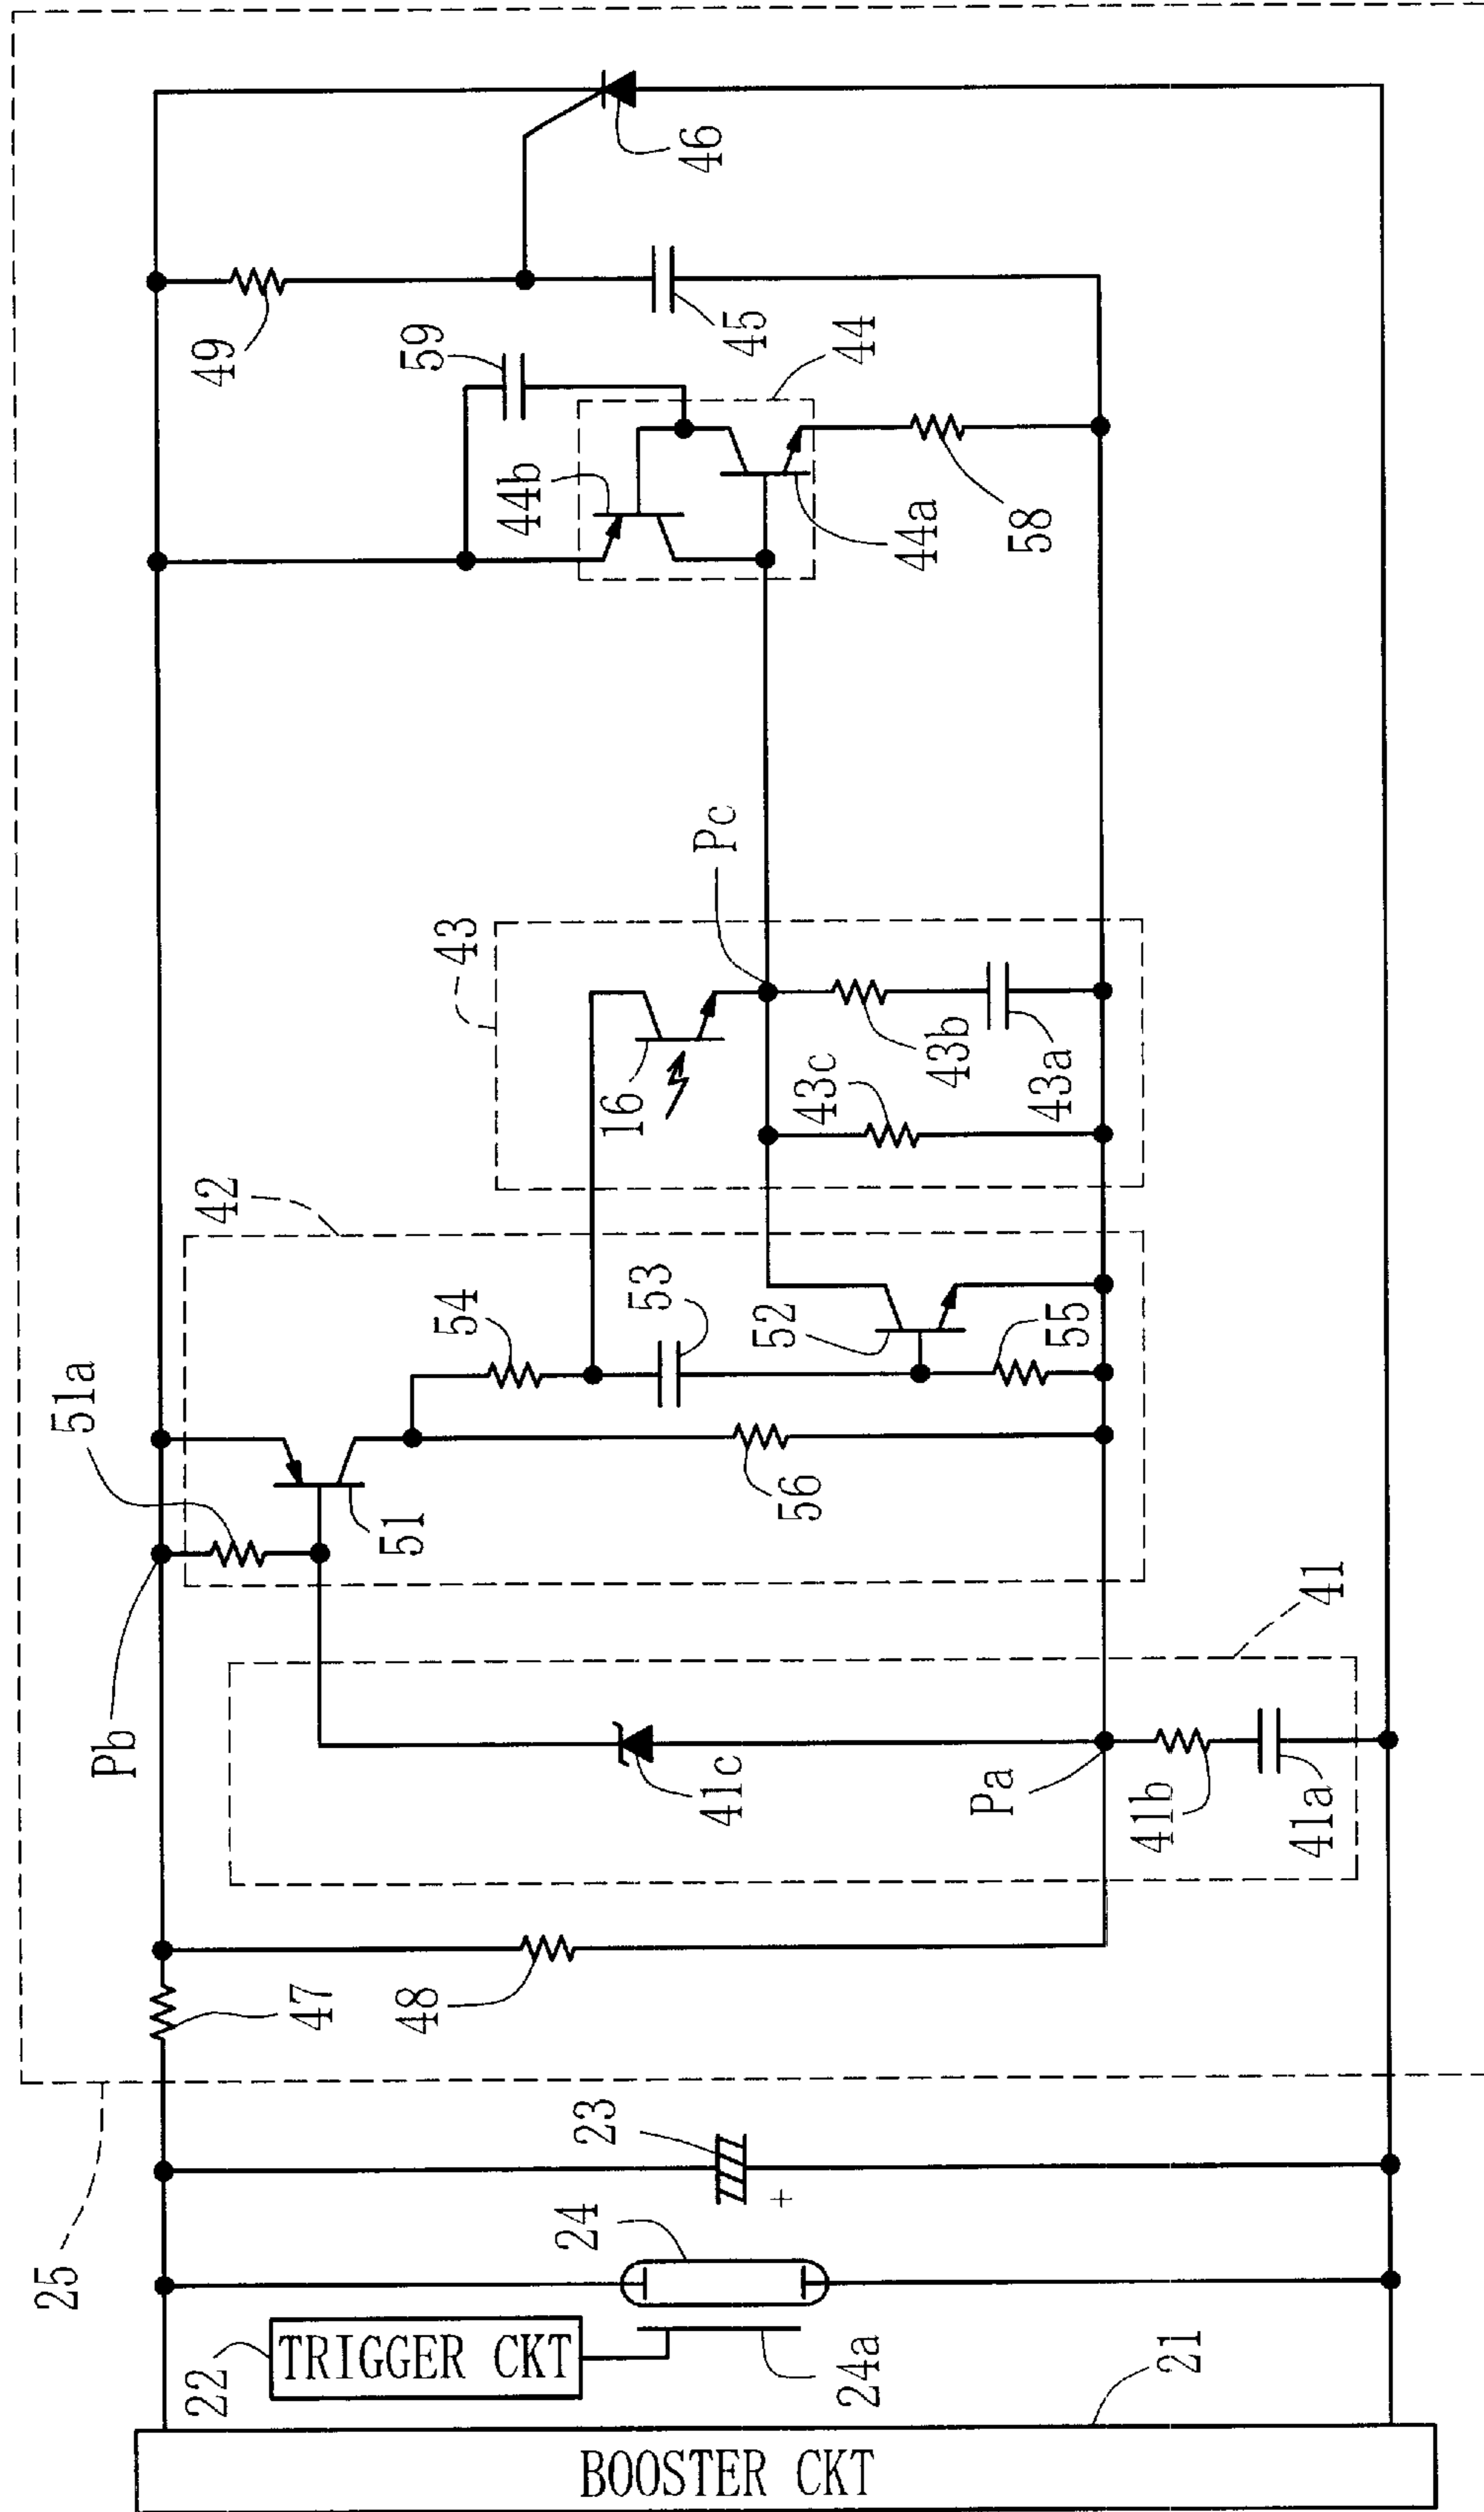 25
22
TRIGGER CKT
BOOSTER CKT
21
24a
24
23
+
47
48
Pb
51a
51
42
54
53
52
55
56
41c
Pa
41b
41a
41
43
16
Pc
43c
43b
43a
49
59
44b
45
44
44a
58
46